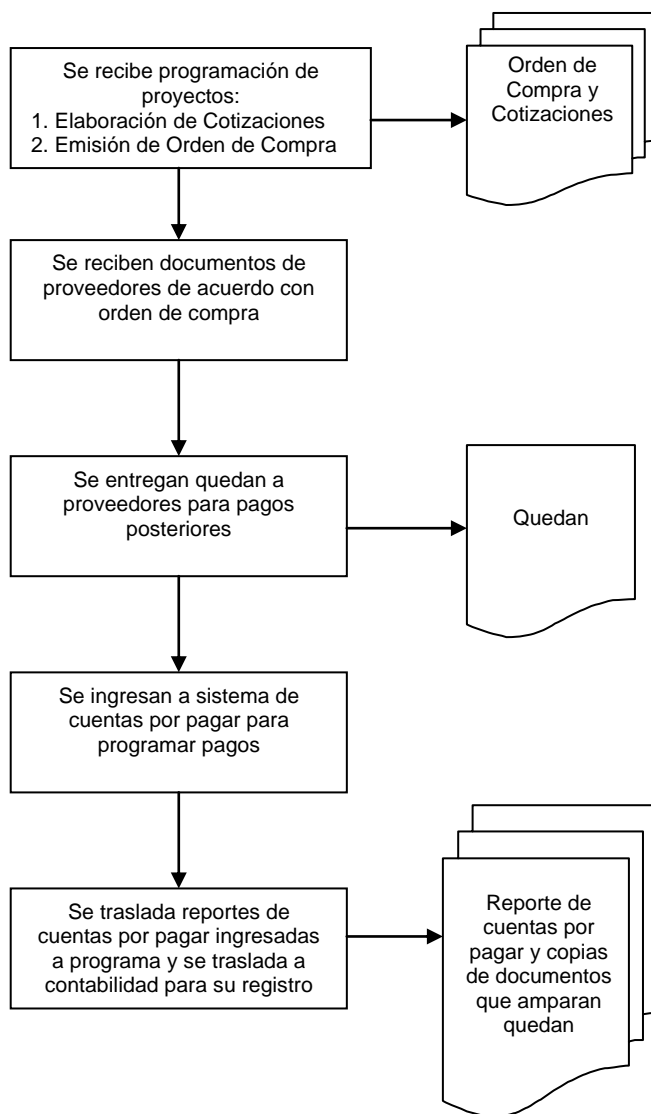 Se recibe programación de
proyectos:
1. Elaboración de Cotizaciones
2. Emisión de Orden de Compra
Orden de
Compra y
Cotizaciones
Se reciben documentos de
proveedores de acuerdo con
orden de compra
Se entregan quedan a
proveedores para pagos
posteriores
Quedan
Se ingresan a sistema de
cuentas por pagar para
programar pagos
Se traslada reportes de
cuentas por pagar ingresadas
a programa y se traslada a
contabilidad para su registro
Reporte de
cuentas por
pagar y copias
de documentos
que amparan
quedan